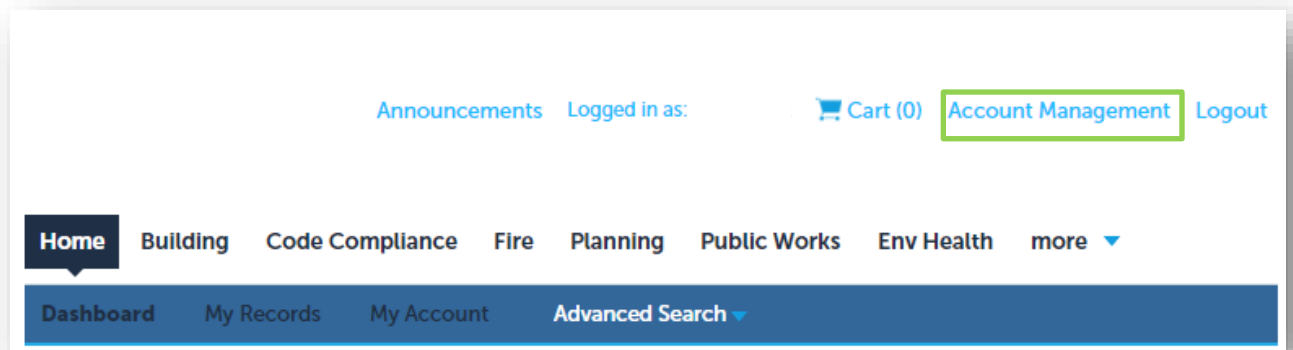 Announcements Logged in as: Cart (0) Account Management Logout
Home Building Code Compliance Fire Planning Public Works Env Health more
Dashboard My Records My Account Advanced Search